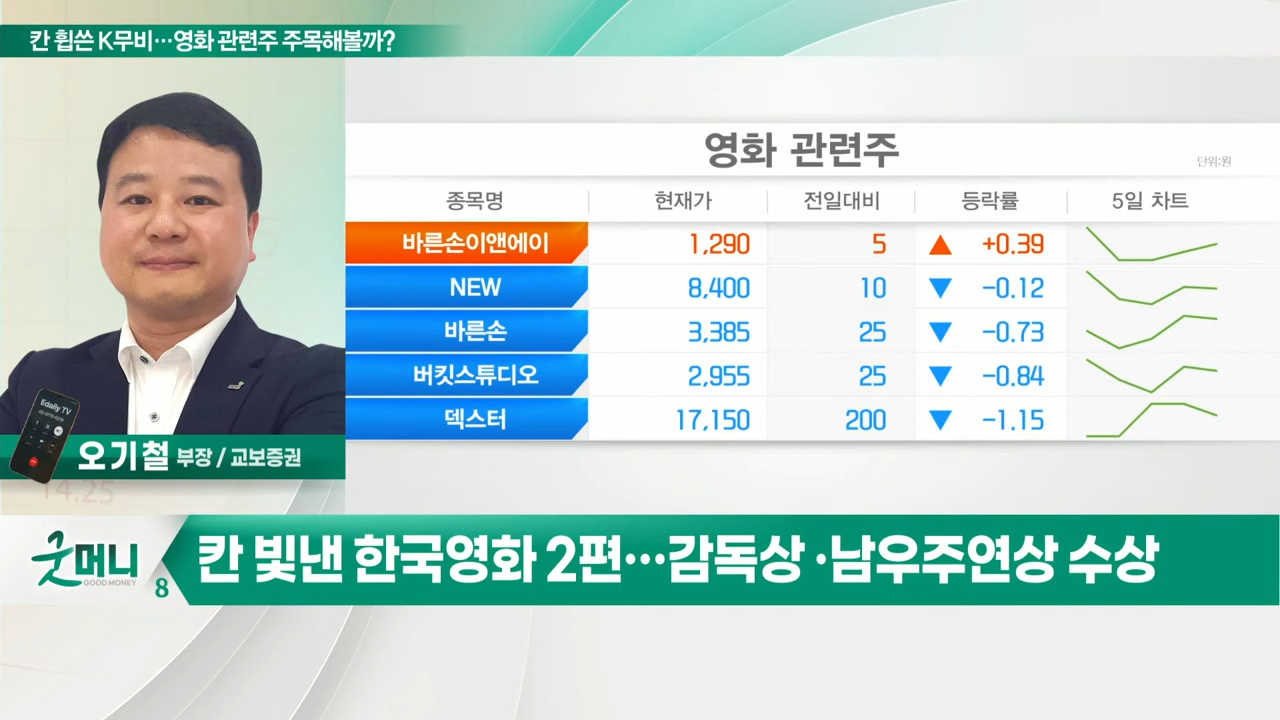 칸 휩쓴 K무비…영화 관련주 주목해볼까?
영화 관련주
단위:원
종목명 현재가 전일대비 등락률 5일 차트
바른손이앤에이 1,290 5 ▲ +0.39
NEW 8,400 10 ▼ -0.12
바른손 3,385 25 ▼ -0.73
버킷스튜디오 2,955 25 ▼ -0.84
덱스터 17,150 200 ▼ -1.15
Edaily TV
오기철 부장 / 교보증권
14.25
굿머니
GOOD MONEY
8
칸 빛낸 한국영화 2편…감독상·남우주연상 수상